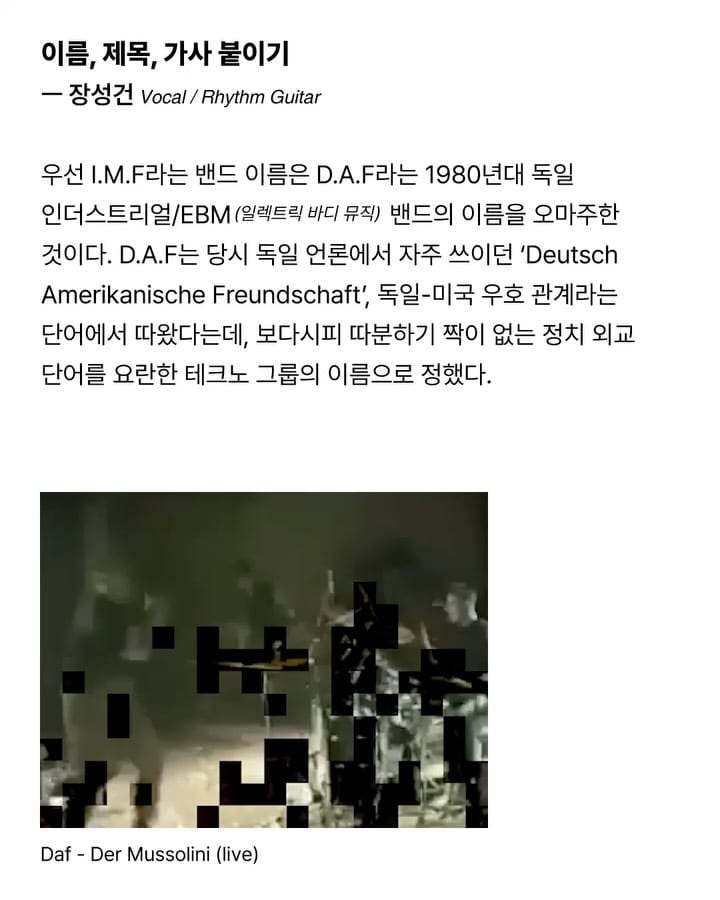 이름, 제목, 가사 붙이기
— 장성건 Vocal / Rhythm Guitar
우선 I.M.F라는 밴드 이름은 D.A.F라는 1980년대 독일
인더스트리얼/EBM(일렉트릭 바디 뮤직) 밴드의 이름을 오마주한
것이다. D.A.F는 당시 독일 언론에서 자주 쓰이던 ‘Deutsch
Amerikanische Freundschaft’, 독일-미국 우호 관계라는
단어에서 따왔다는데, 보다시피 따분하기 짝이 없는 정치 외교
단어를 요란한 테크노 그룹의 이름으로 정했다.
Daf - Der Mussolini (live)